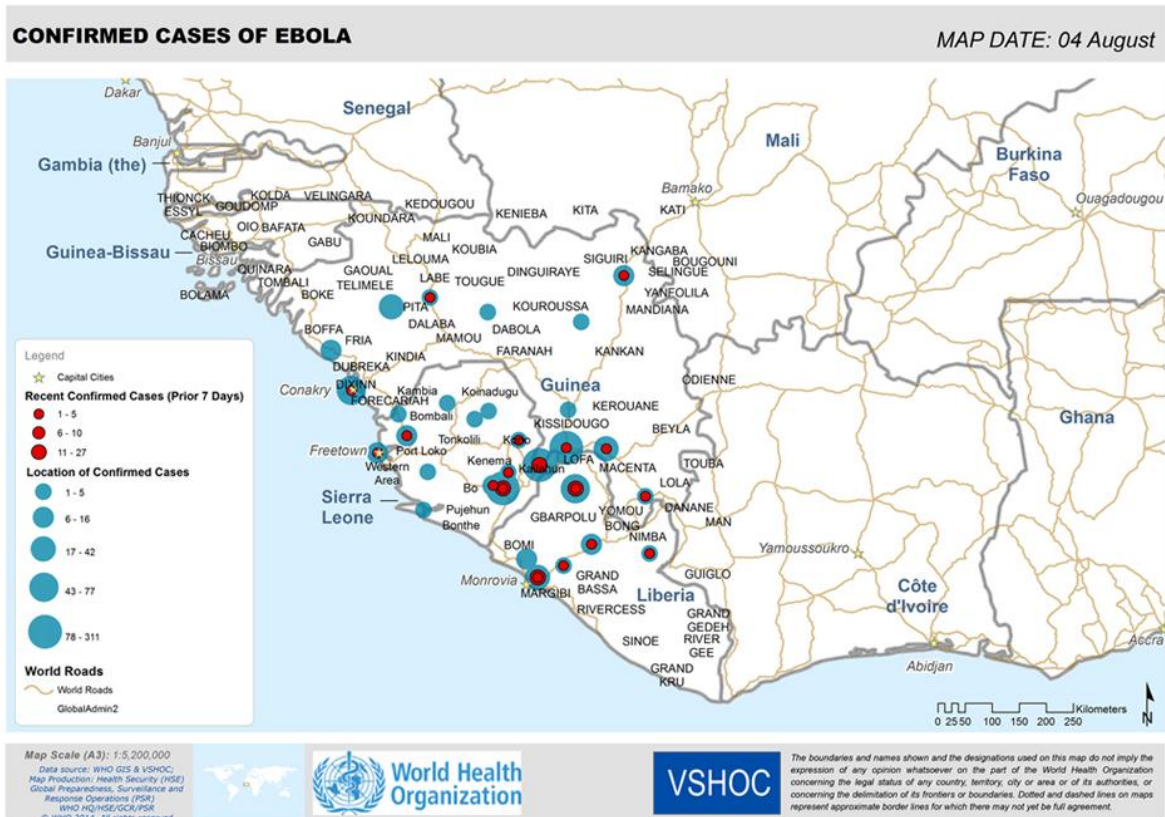 CONFIRMED CASES OF EBOLA
MAP DATE: 04 August
Dakar
Senegal
Mali
Burkina
Faso
Banjul
Gambia (the)
Bamako
Ouagadougou
THIONCK
ESSYL
KOLDA
VELINGARA
GOUDOMP
KEDOUGOU
KENIEBA
KITA
KATI
KOUNDARA
OIO
BAFATA
CACHEU
BIOMBO
Bissau
Guinea-Bissau
GABU
MALI
KOUBIA
LELOUMA
KANGABA
BOUGOUNI
SIGUIRI
SELINGUE
QUINARA
TOMBALI
BOLAMA
BOKE
GAOUAL
TELIMELE
LABE
TOUGUE
DINGUIRAYE
YANFOLILA
MANDIANA
PITA
KOUROUSSA
BOFFA
FRIA
DALABA
MAMOU
DABOLA
KINDIA
FARANAH
KANKAN
DUBREKA
Conakry
DIXINN
FORECARIAH
Kambia
Koinadugu
Guinea
ODIENNE
Bombali
KEROUANE
KISSIDOUGO
BEYLA
Ghana
Freetown
Port Loko
Tonkolili
Kono
Western
Area
Kenema
Kailahun
LOFA
MACENTA
TOUBA
LOLA
Sierra
Leone
Bo
Pujehun
Bonthe
GBARPOLU
YOMOU
BONG
NIMBA
DANANE
MAN
Yamoussoukro
BOMI
Monrovia
MARGIBI
GRAND
BASSA
RIVERCESS
Liberia
GUIGLO
Côte
d'Ivoire
SINOE
GRAND
GEDEH
RIVER
GEE
GRAND
KRU
Abidjan
Accra
Legend
Capital Cities
Recent Confirmed Cases (Prior 7 Days)
1 - 5
6 - 10
11 - 27
Location of Confirmed Cases
1 - 5
6 - 16
17 - 42
43 - 77
78 - 311
World Roads
World Roads
GlobalAdmin2
Kilometers
0 25 50 100 150 200 250
N
Map Scale (A3): 1:5,200,000
Data source: WHO GIS & VSHOC;
Map Production: Health Security (HSE)
Global Preparedness, Surveillance and
Response Operations (PSR)
WHO HQ/HSE/GCR/PSR
© WHO 2014. All rights reserved
World Health
Organization
VSHOC
The boundaries and names shown and the designations used on this map do not imply the
expression of any opinion whatsoever on the part of the World Health Organization
concerning the legal status of any country, territory, city or area or of its authorities, or
concerning the delimitation of its frontiers or boundaries. Dotted and dashed lines on maps
represent approximate border lines for which there may not yet be full agreement.